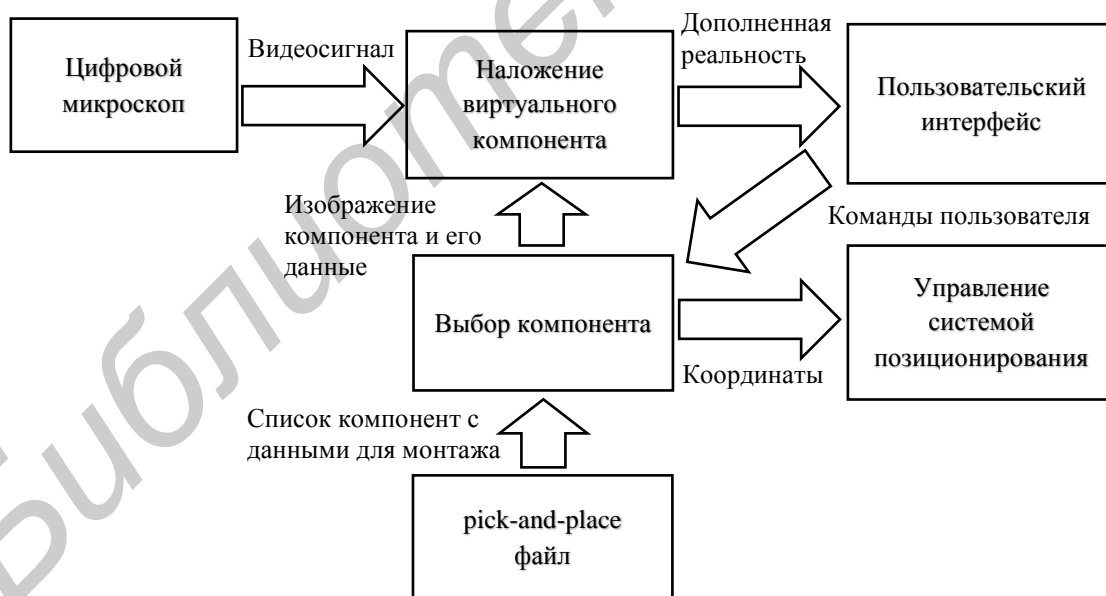 Цифровой
микроскоп
Видеосигнал
Наложение
виртуального
компонента
Дополненная
реальность
Пользовательский
интерфейс
Изображение
компонента и его
данные
Команды пользователя
Выбор компонента
Координаты
Управление
системой
позиционирования
Список компонент с
данными для монтажа
pick-and-place
файл